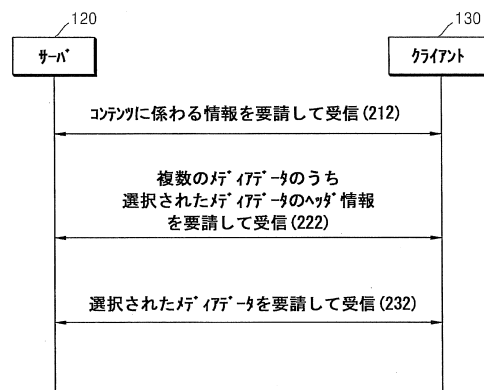 120
130
ｻｰﾊﾞ
ｸﾗｲｱﾝﾄ
ｺﾝﾃﾝﾂに係わる情報を要請して受信(212)
複数のﾒﾃﾞｨｱﾃﾞｰﾀのうち
選択されたﾒﾃﾞｨｱﾃﾞｰﾀのﾍｯﾀﾞ情報
を要請して受信(222)
選択されたﾒﾃﾞｨｱﾃﾞｰﾀを要請して受信(232)